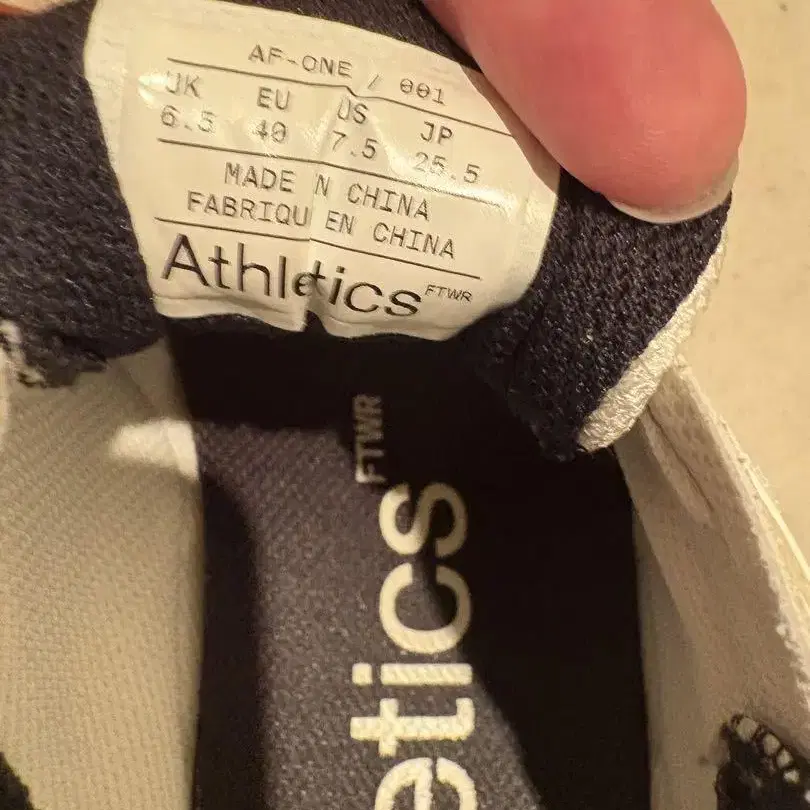 AF-ONE / 001
UK EU US JP
6.5 40 7.5 25.5
MADE IN CHINA
FABRIQU EN CHINA
Athletics FTWR
etics FTWR